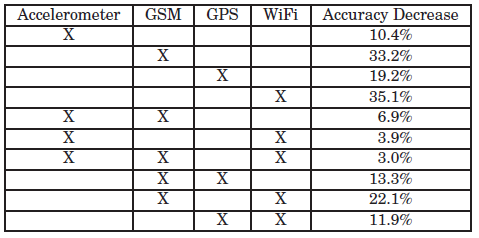 Accelerometer GSM GPS WiFi Accuracy Decrease
X 10.4%
X 33.2%
X 19.2%
X 35.1%
X X 6.9%
X X 3.9%
X X X 3.0%
X X 13.3%
X X 22.1%
X X 11.9%